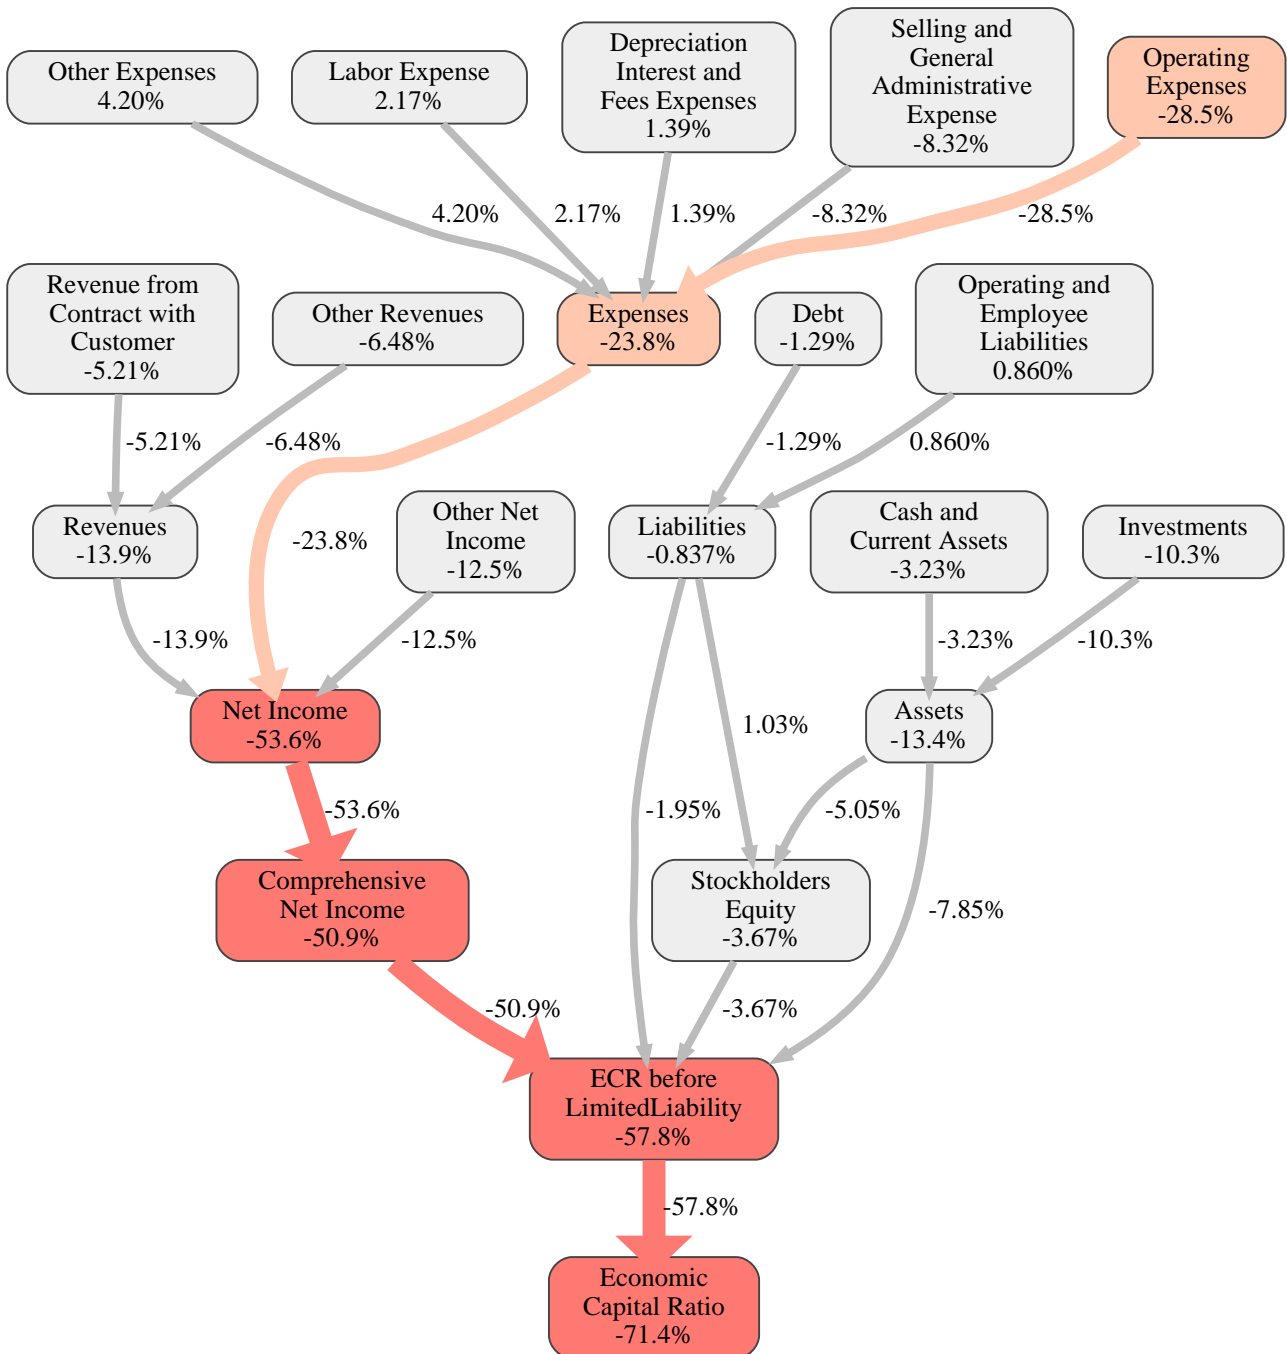 Other Expenses
4.20%
Labor Expense
2.17%
Depreciation
Interest and
Fees Expenses
1.39%
Selling and
General
Administrative
Expense
-8.32%
Operating
Expenses
-28.5%
4.20%
2.17%
1.39%
-8.32%
-28.5%
Revenue from
Contract with
Customer
-5.21%
Other Revenues
-6.48%
Expenses
-23.8%
Debt
-1.29%
Operating and
Employee
Liabilities
0.860%
-5.21%
-6.48%
-1.29%
0.860%
Revenues
-13.9%
-23.8%
Other Net
Income
-12.5%
Liabilities
-0.837%
Cash and
Current Assets
-3.23%
Investments
-10.3%
-13.9%
-12.5%
-3.23%
-10.3%
Net Income
-53.6%
1.03%
Assets
-13.4%
-53.6%
-1.95%
-5.05%
Comprehensive
Net Income
-50.9%
Stockholders
Equity
-3.67%
-7.85%
-50.9%
-3.67%
ECR before
LimitedLiability
-57.8%
-57.8%
Economic
Capital Ratio
-71.4%